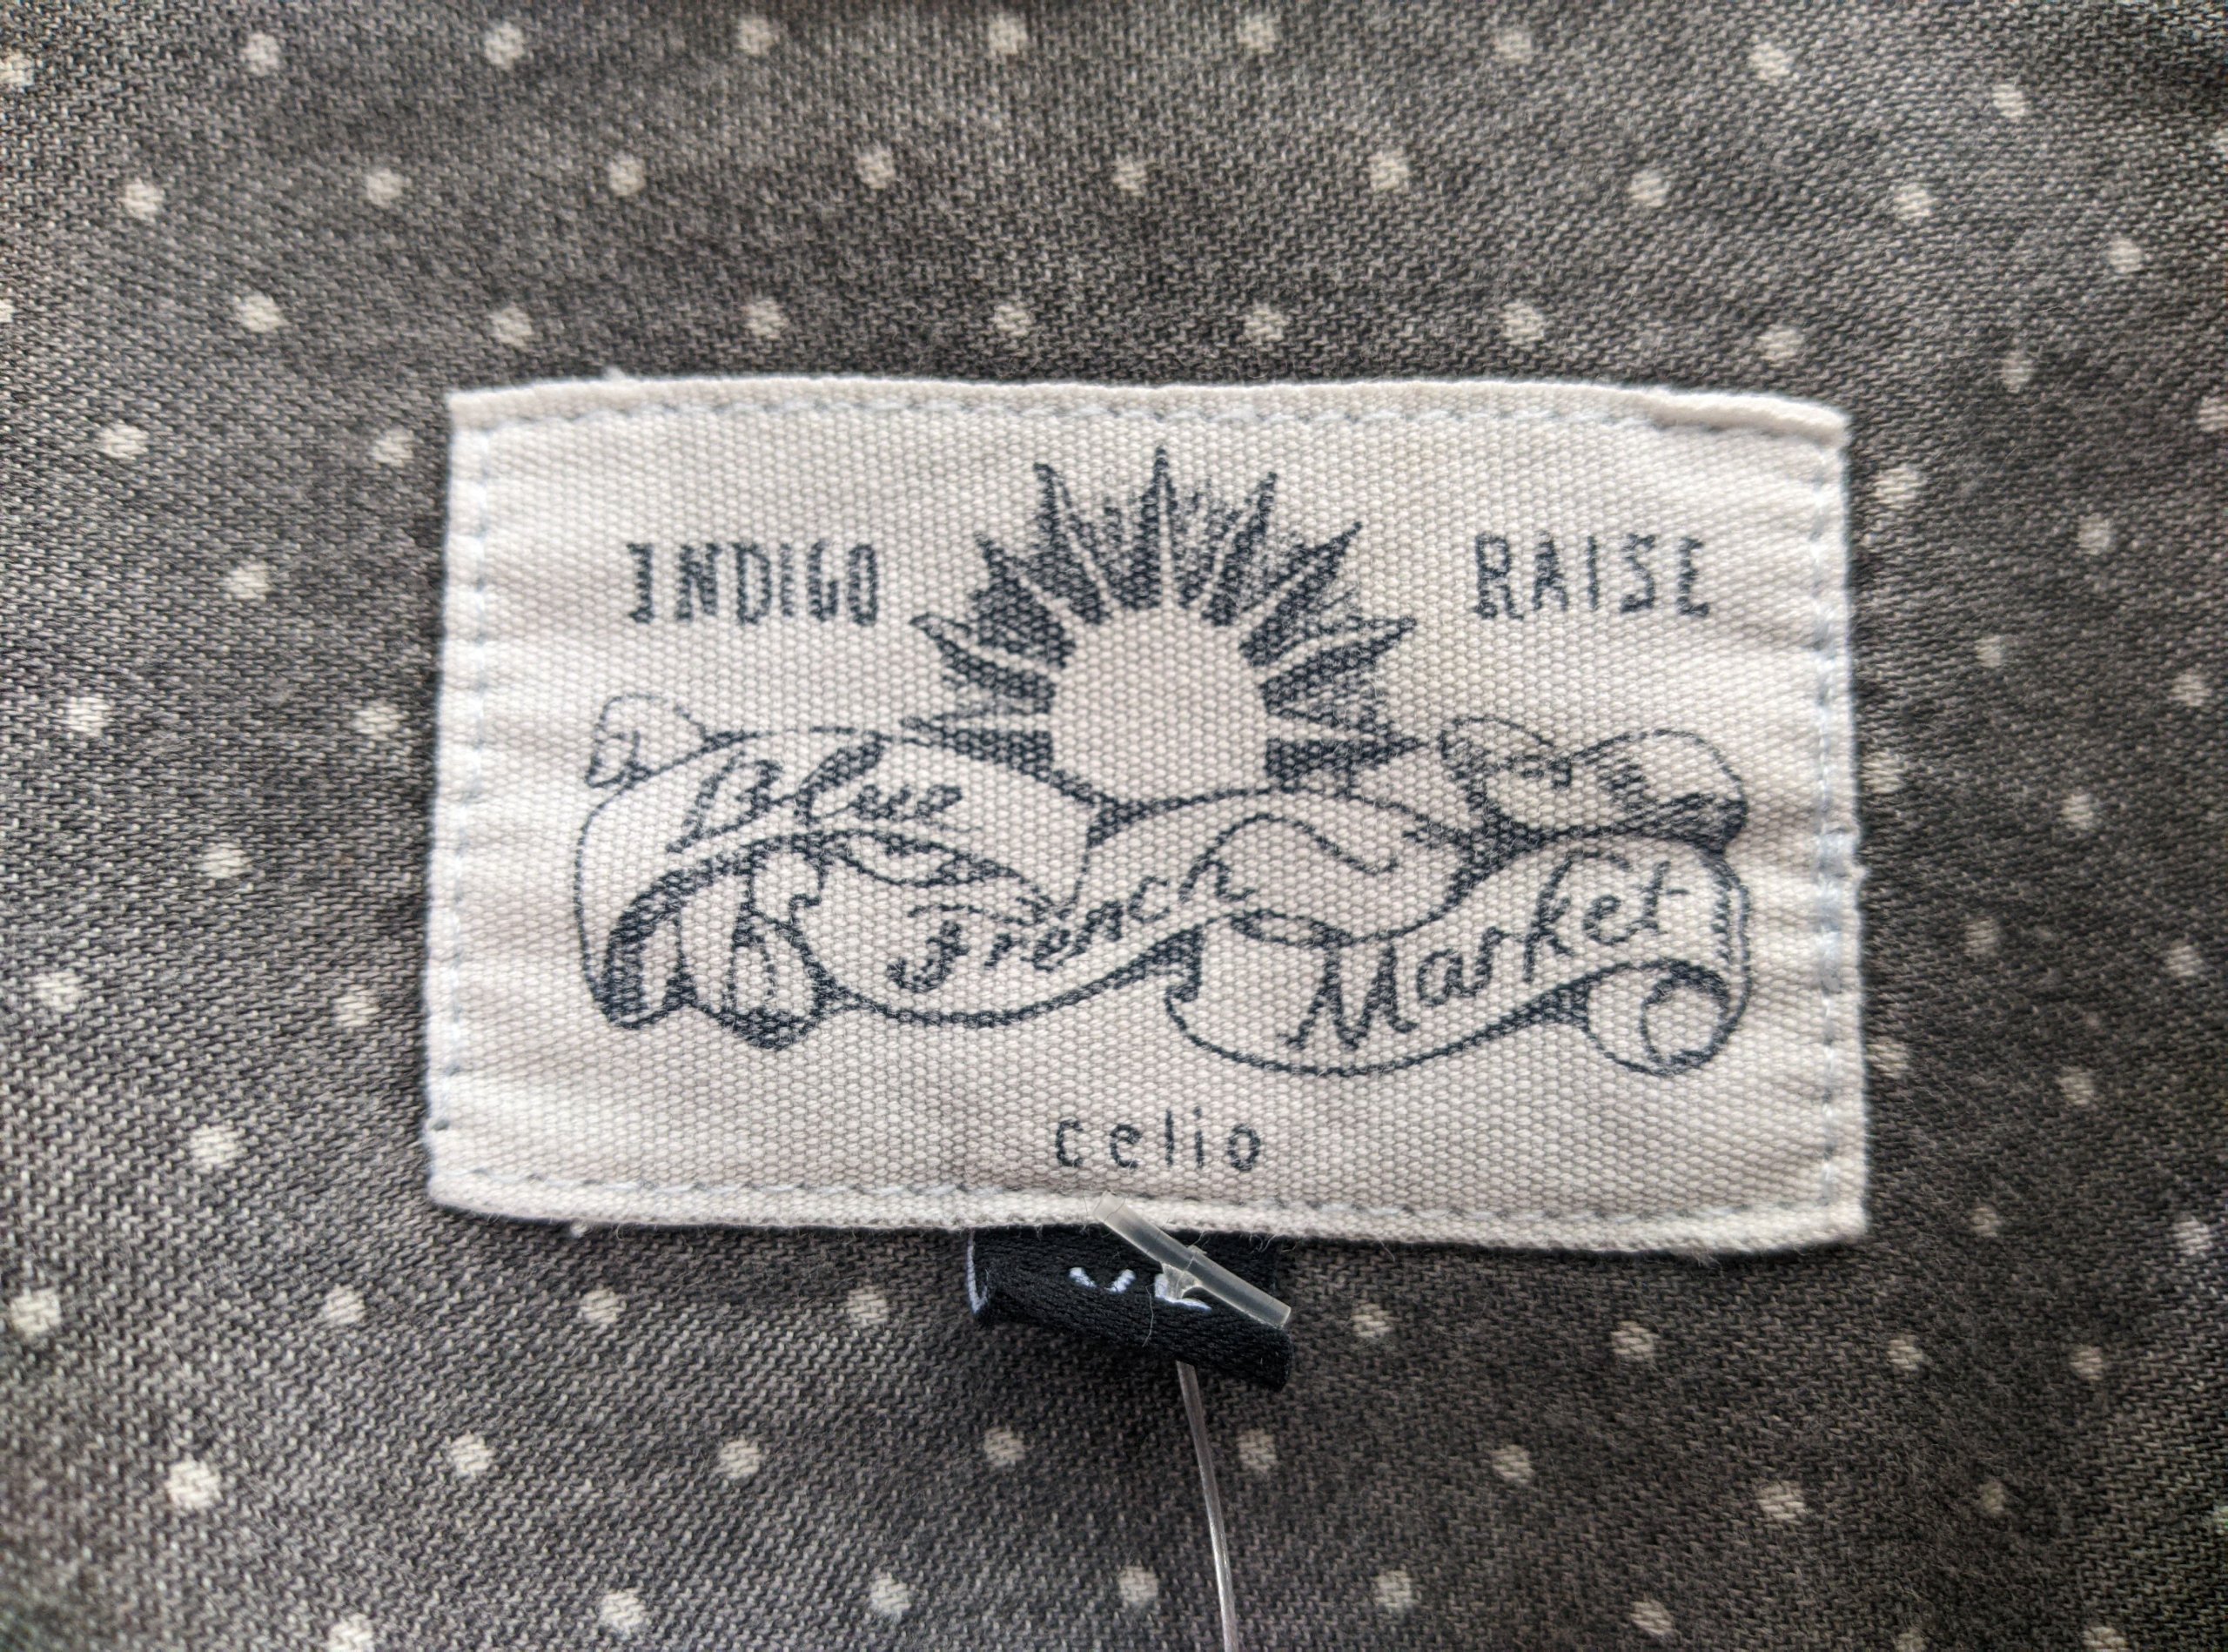 INDIGO RAISE
Blue
French
Market
celio